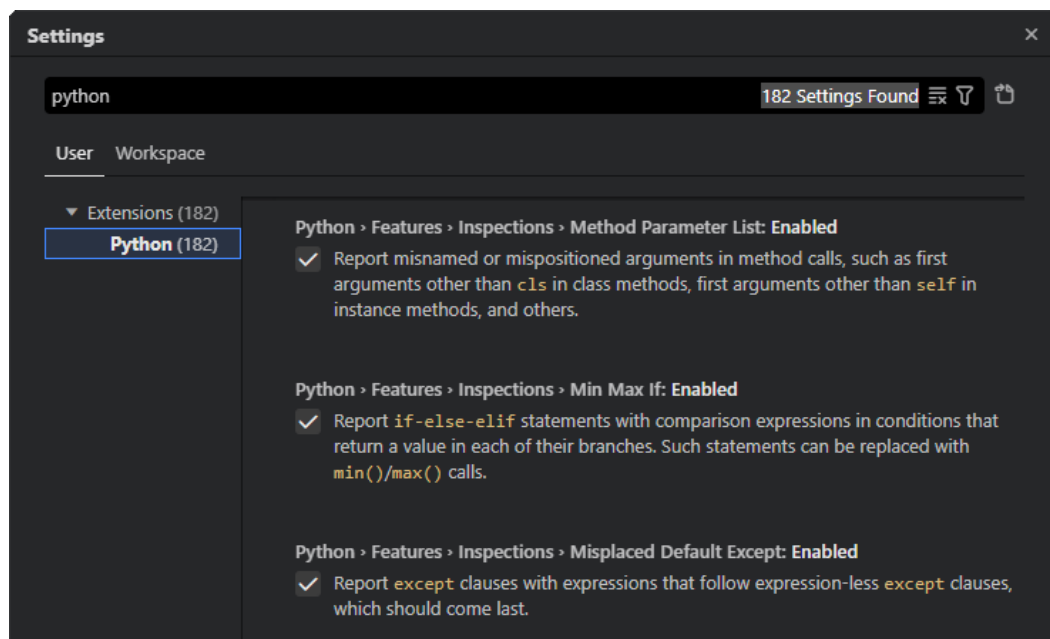 Settings
python
182 Settings Found
User Workspace
Extensions (182)
Python (182)
Python › Features › Inspections › Method Parameter List: Enabled
Report misnamed or mispositioned arguments in method calls, such as first
arguments other than cls in class methods, first arguments other than self in
instance methods, and others.
Python › Features › Inspections › Min Max If: Enabled
Report if-else-elif statements with comparison expressions in conditions that
return a value in each of their branches. Such statements can be replaced with
min()/max() calls.
Python › Features › Inspections › Misplaced Default Except: Enabled
Report except clauses with expressions that follow expression-less except clauses,
which should come last.